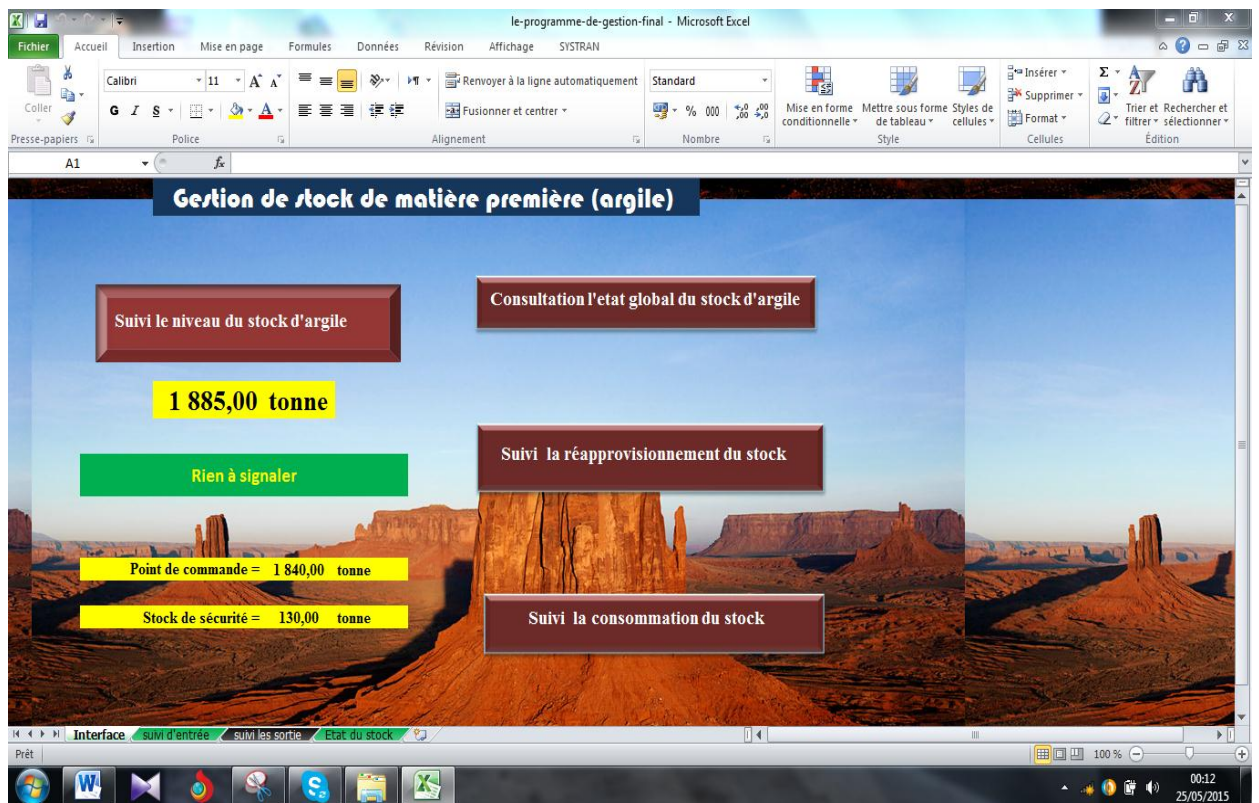 le-programme-de-gestion-final - Microsoft Excel
Fichier Accueil Insertion Mise en page Formules Données Révision Affichage SYSTRAN
Coller
Calibri 11 A A
G I S A
Renvoyer à la ligne automatiquement
Fusionner et centrer
Standard
% 000
Mise en forme conditionnelle
Mettre sous forme de tableau
Styles de cellules
Insérer
Supprimer
Format
Trier et filtrer
Rechercher et sélectionner
Presse-papiers Police Alignement Nombre Style Cellules Édition
A1 fx
Gestion de stock de matière première (argile)
Suivi le niveau du stock d'argile
1 885,00 tonne
Rien à signaler
Point de commande = 1 840,00 tonne
Stock de sécurité = 130,00 tonne
Consultation l'etat global du stock d'argile
Suivi la réapprovisionnement du stock
Suivi la consommation du stock
Interface suivi d'entrée suivi les sortie Etat du stock
Prêt 100 %
00:12
25/05/2015